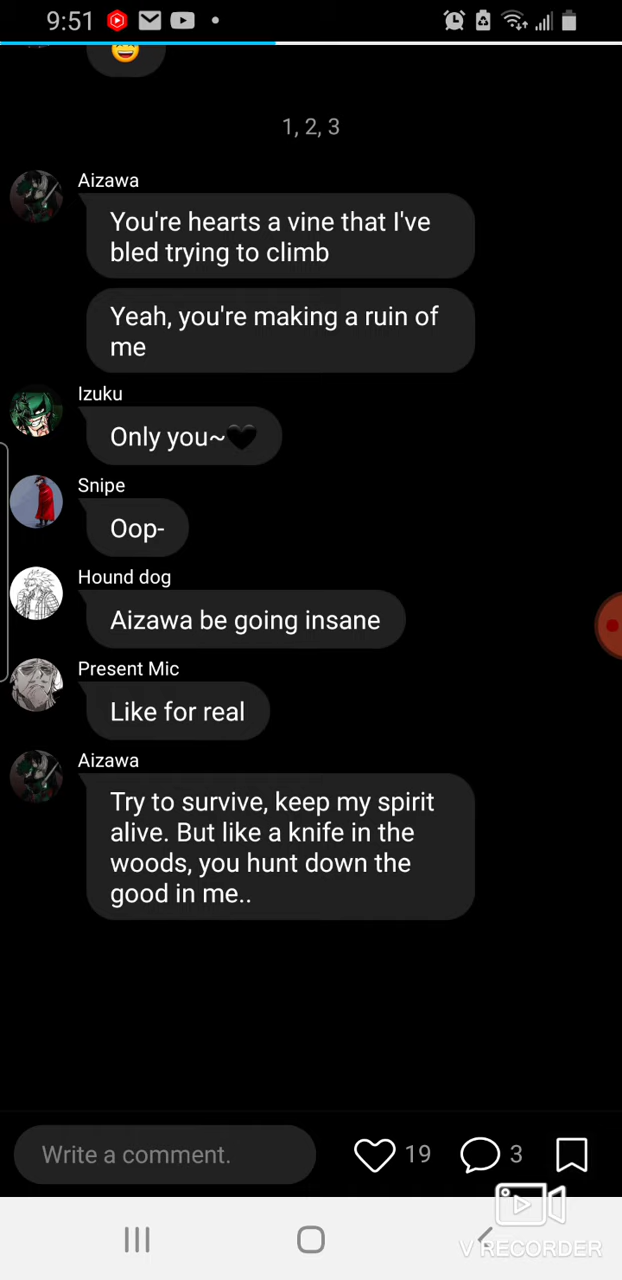 9:51
1, 2, 3
Aizawa
You're hearts a vine that I've
bled trying to climb
Yeah, you're making a ruin of
me
Izuku
Only you~🖤
Snipe
Oop-
Hound dog
Aizawa be going insane
Present Mic
Like for real
Aizawa
Try to survive, keep my spirit
alive. But like a knife in the
woods, you hunt down the
good in me..
Write a comment.
19
3
V RECORDER